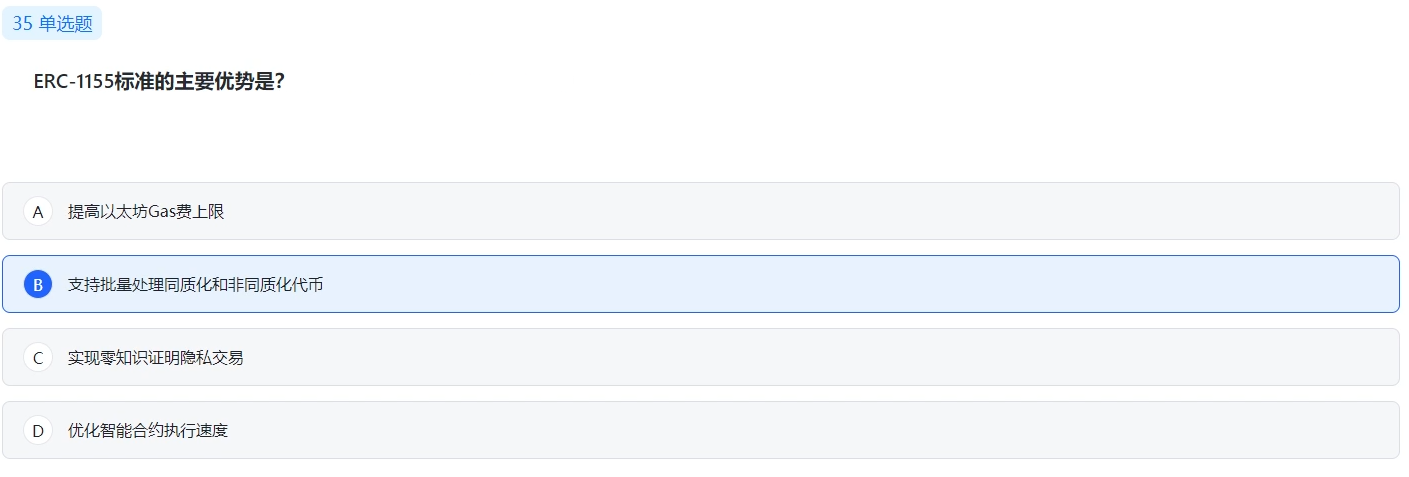 35 单选题
ERC-1155标准的主要优势是？
A 提高以太坊Gas费上限
B 支持批量处理同质化和非同质化代币
C 实现零知识证明隐私交易
D 优化智能合约执行速度